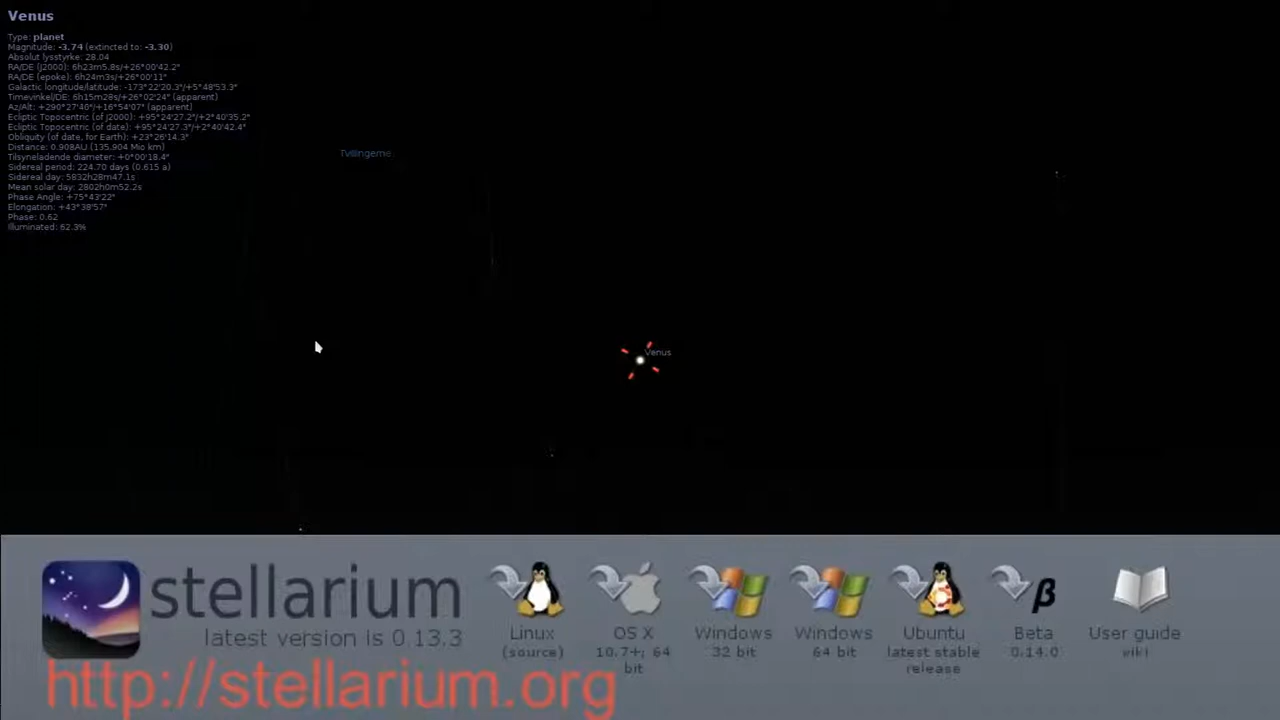 Venus
Type: planet
Magnitude: -3.74 (extincted to: -3.30)
Absolut lysstyrke: 28.04
RA/DE (J2000): 6h23m5.8s/+26°00'42.2"
RA/DE (epoke): 6h24m3s/+26°00'11"
Galactic longitude/latitude: -173°22'20.3"/+5°48'53.3"
Timevinkel/DE: 6h15m28s/+26°02'24" (apparent)
Az/Alt: +290°27'46"/+16°54'07" (apparent)
Ecliptic Topocentric (of J2000): +95°24'27.2"/+2°40'35.2"
Ecliptic Topocentric (of date): +95°24'27.3"/+2°40'42.4"
Obliquity (of date, for Earth): +23°26'14.3"
Distance: 0.908AU (135.904 Mio km)
Tilsyneladende diameter: +0°00'18.4"
Sidereal period: 224.70 days (0.615 a)
Sidereal day: 5832h28m47.1s
Mean solar day: 2802h0m52.2s
Phase Angle: +75°43'22"
Elongation: +43°38'57"
Phase: 0.62
Illuminated: 62.3%
Tvillingerne
Venus
stellarium
latest version is 0.13.3
Linux
(source)
OS X
10.7+; 64
bit
Windows
32 bit
Windows
64 bit
Ubuntu
latest stable
release
Beta
0.14.0
User guide
wiki
http://stellarium.org